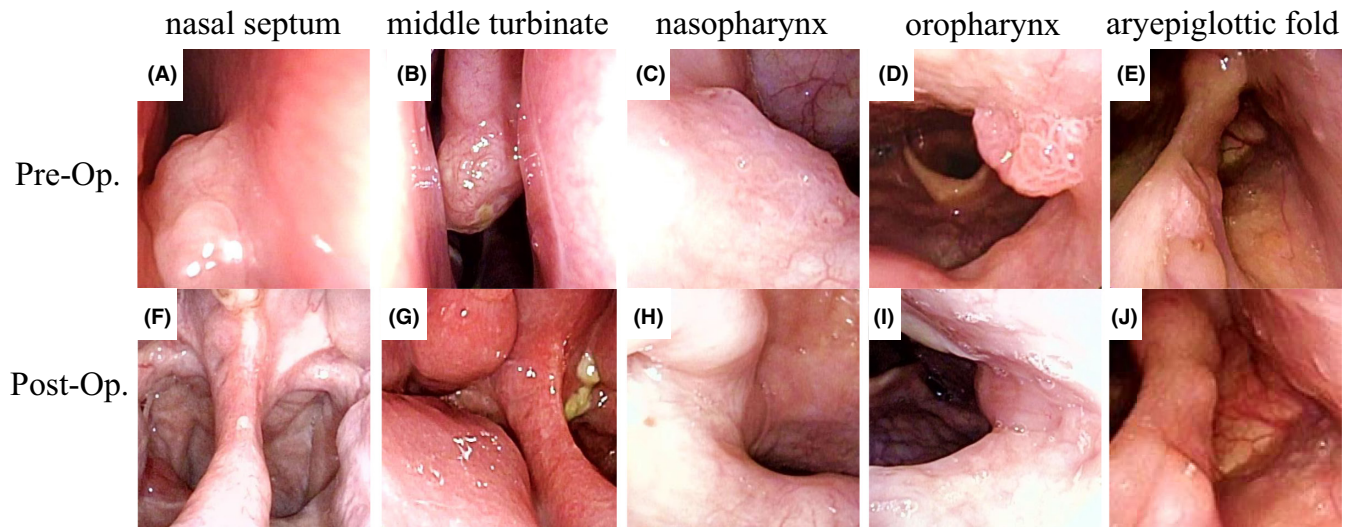 nasal septum
middle turbinate
nasopharynx
oropharynx
aryepiglottic fold
Pre-Op.
(A)
(B)
(C)
(D)
(E)
Post-Op.
(F)
(G)
(H)
(I)
(J)